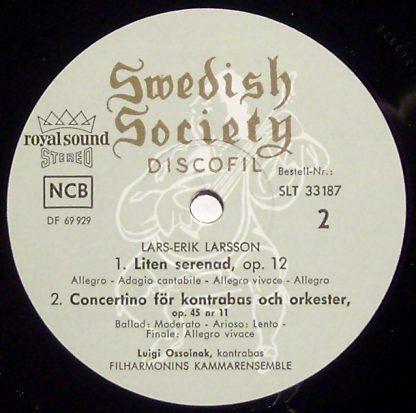 Swedish
Society
DISCOFIL
royal sound
STEREO
NCB
DF 69 929
Bestell-Nr.:
SLT 33187
2
LARS-ERIK LARSSON
1. Liten serenad, op. 12
Allegro - Adagio cantabile - Allegro vivace - Allegro
2. Concertino för kontrabas och orkester,
op. 45 nr 11
Ballad: Moderato - Arioso: Lento -
Finale: Allegro vivace
Luigi Ossoinak, kontrabas
FILHARMONINS KAMMARENSEMBLE